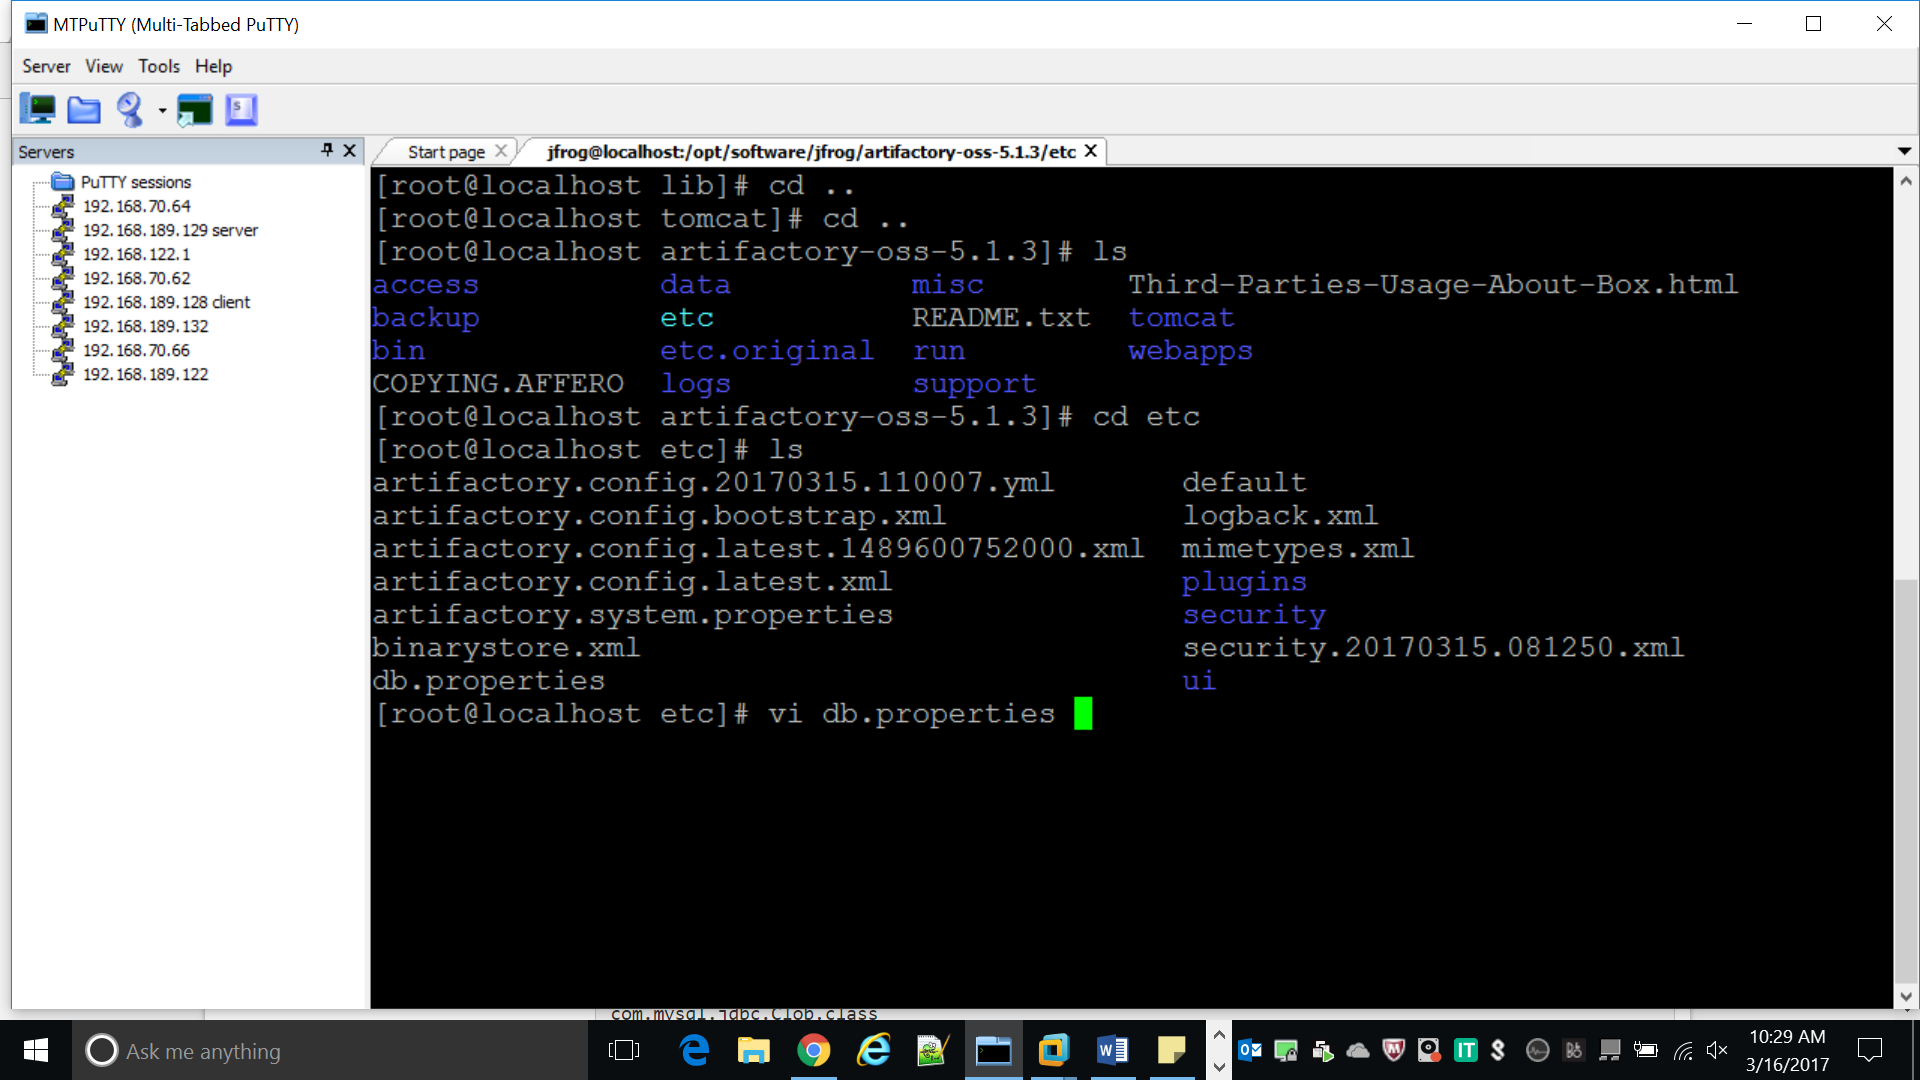 MTPuTTY (Multi-Tabbed PuTTY)
Server View Tools Help
Servers
Start page jfrog@localhost:/opt/software/jfrog/artifactory-oss-5.1.3/etc
PuTTY sessions
192.168.70.64
192.168.189.129 server
192.168.122.1
192.168.70.62
192.168.189.128 client
192.168.189.132
192.168.70.66
192.168.189.122
[root@localhost lib]# cd ..
[root@localhost tomcat]# cd ..
[root@localhost artifactory-oss-5.1.3]# ls
access data misc Third-Parties-Usage-About-Box.html
backup etc README.txt tomcat
bin etc.original run webapps
COPYING.AFFERO logs support
[root@localhost artifactory-oss-5.1.3]# cd etc
[root@localhost etc]# ls
artifactory.config.20170315.110007.yml default
artifactory.config.bootstrap.xml logback.xml
artifactory.config.latest.1489600752000.xml mimetypes.xml
artifactory.config.latest.xml plugins
artifactory.system.properties security
binarystore.xml security.20170315.081250.xml
db.properties ui
[root@localhost etc]# vi db.properties
com.mysql.jdbc.Clob.class
Ask me anything
10:29 AM
3/16/2017